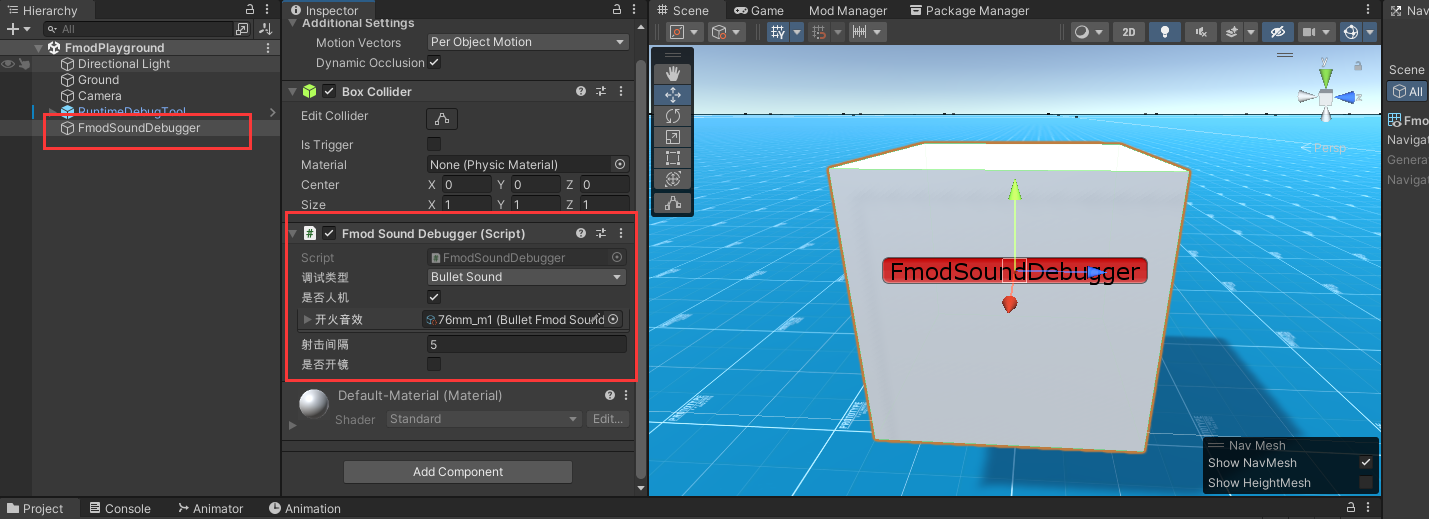 Hierarchy
All
FmodPlayground
Directional Light
Ground
Camera
RuntimeDebugTool
FmodSoundDebugger
Inspector
Additional Settings
Motion Vectors Per Object Motion
Dynamic Occlusion
Box Collider
Edit Collider
Is Trigger
Material None (Physic Material)
Center X 0 Y 0 Z 0
Size X 1 Y 1 Z 1
Fmod Sound Debugger (Script)
Script FmodSoundDebugger
调试类型 Bullet Sound
是否人机
开火音效 76mm_m1 (Bullet Fmod Sound
射击间隔 5
是否开镜
Default-Material (Material)
Shader Standard Edit...
Add Component
Scene Game Mod Manager Package Manager
2D
y
z
Persp
FmodSoundDebugger
Nav Mesh
Show NavMesh
Show HeightMesh
Nav
Scene
All
Fmo
Navigat
Genera
Navigat
Project Console Animator Animation